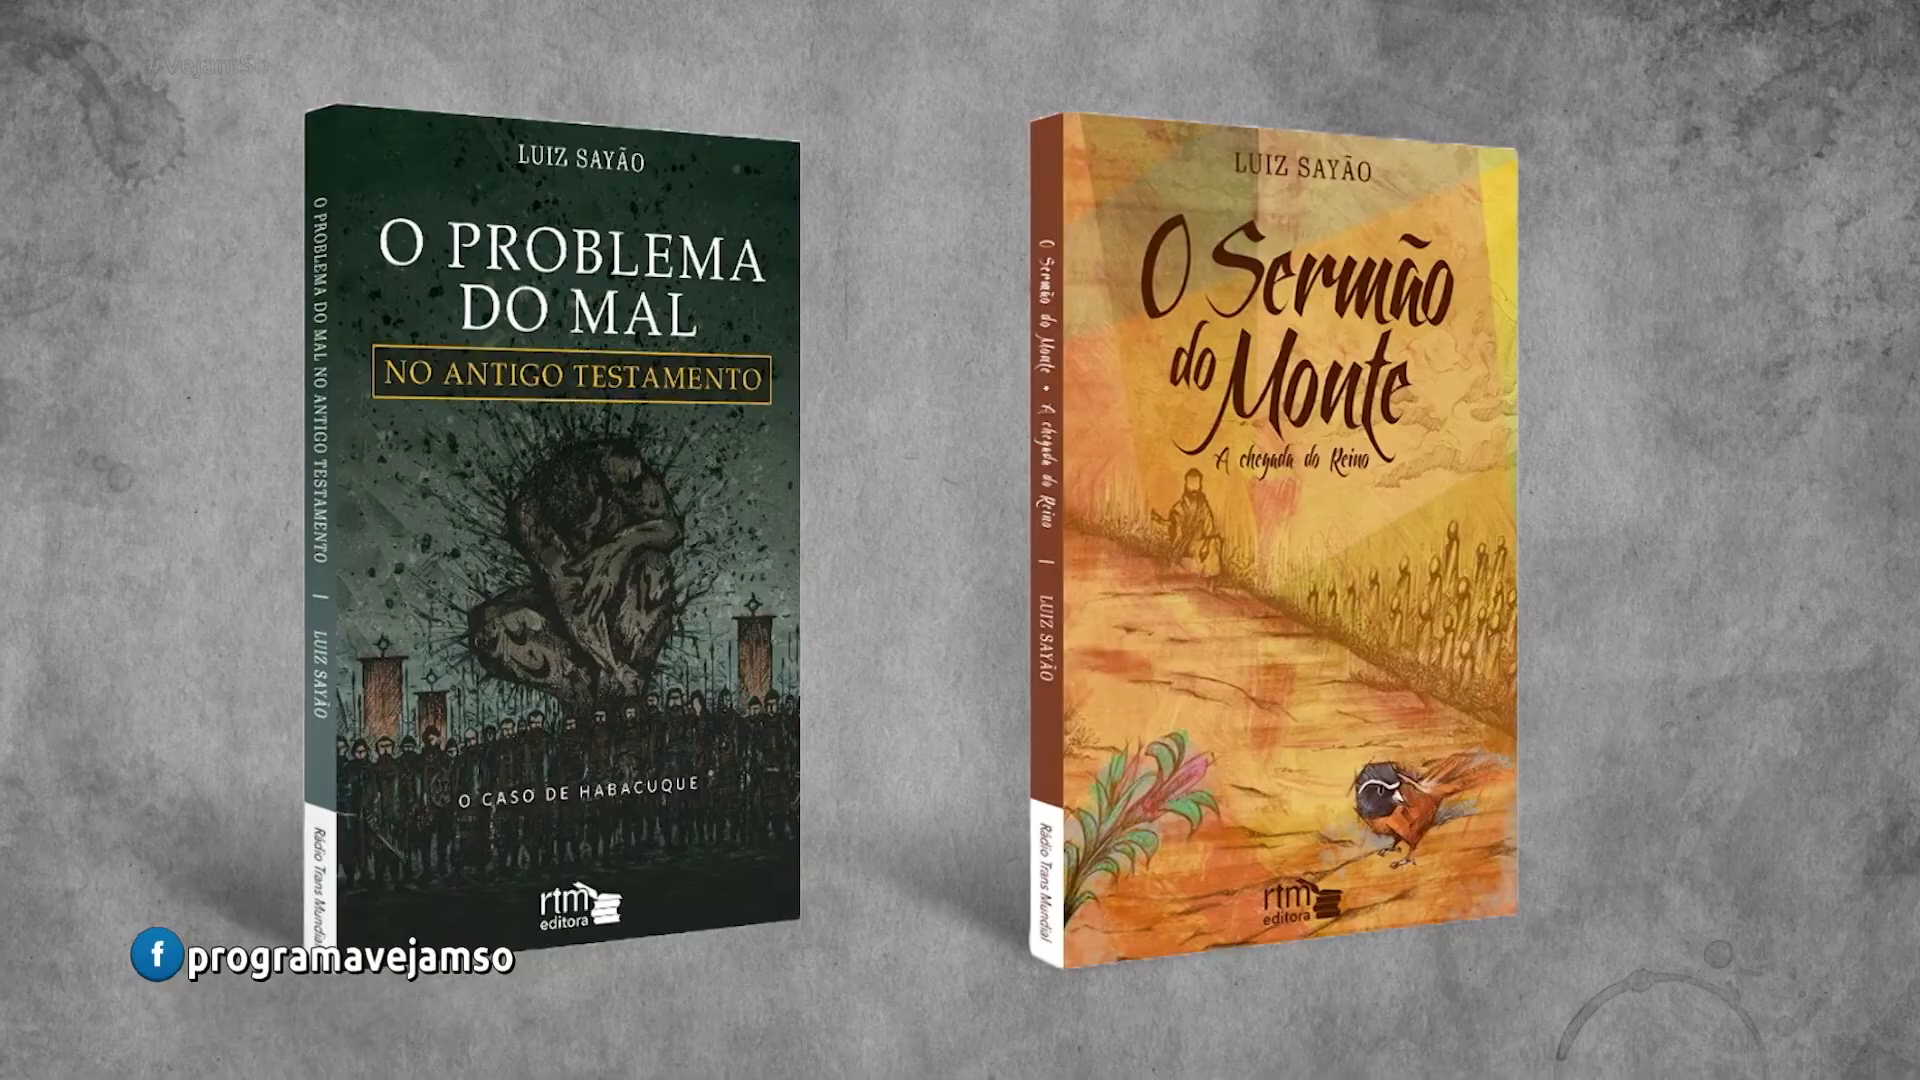 #VejamSó
LUIZ SAYÃO
O PROBLEMA
DO MAL
NO ANTIGO TESTAMENTO
O CASO DE HABACUQUE
rtm
editora
O PROBLEMA DO MAL NO ANTIGO TESTAMENTO | LUIZ SAYÃO
Rádio Trans Mundial
LUIZ SAYÃO
O Sermão
do Monte
A chegada do Reino
rtm
editora
O Sermão do Monte • A chegada do Reino | LUIZ SAYÃO
Rádio Trans Mundial
f programavejamso